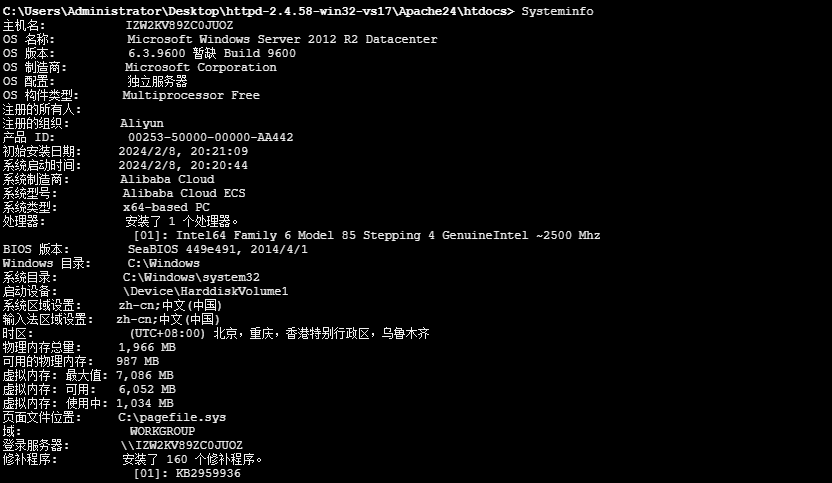 C:\Users\Administrator\Desktop\httpd-2.4.58-win32-vs17\Apache24\htdocs> Systeminfo
主机名: IZW2KV89ZC0JUOZ
OS 名称: Microsoft Windows Server 2012 R2 Datacenter
OS 版本: 6.3.9600 暂缺 Build 9600
OS 制造商: Microsoft Corporation
OS 配置: 独立服务器
OS 构件类型: Multiprocessor Free
注册的所有人:
注册的组织: Aliyun
产品 ID: 00253-50000-00000-AA442
初始安装日期: 2024/2/8, 20:21:09
系统启动时间: 2024/2/8, 20:20:44
系统制造商: Alibaba Cloud
系统型号: Alibaba Cloud ECS
系统类型: x64-based PC
处理器: 安装了 1 个处理器。
[01]: Intel64 Family 6 Model 85 Stepping 4 GenuineIntel ~2500 Mhz
BIOS 版本: SeaBIOS 449e491, 2014/4/1
Windows 目录: C:\Windows
系统目录: C:\Windows\system32
启动设备: \Device\HarddiskVolume1
系统区域设置: zh-cn;中文(中国)
输入法区域设置: zh-cn;中文(中国)
时区: (UTC+08:00) 北京，重庆，香港特别行政区，乌鲁木齐
物理内存总量: 1,966 MB
可用的物理内存: 987 MB
虚拟内存: 最大值: 7,086 MB
虚拟内存: 可用: 6,052 MB
虚拟内存: 使用中: 1,034 MB
页面文件位置: C:\pagefile.sys
域: WORKGROUP
登录服务器: \\IZW2KV89ZC0JUOZ
修补程序: 安装了 160 个修补程序。
[01]: KB2959936